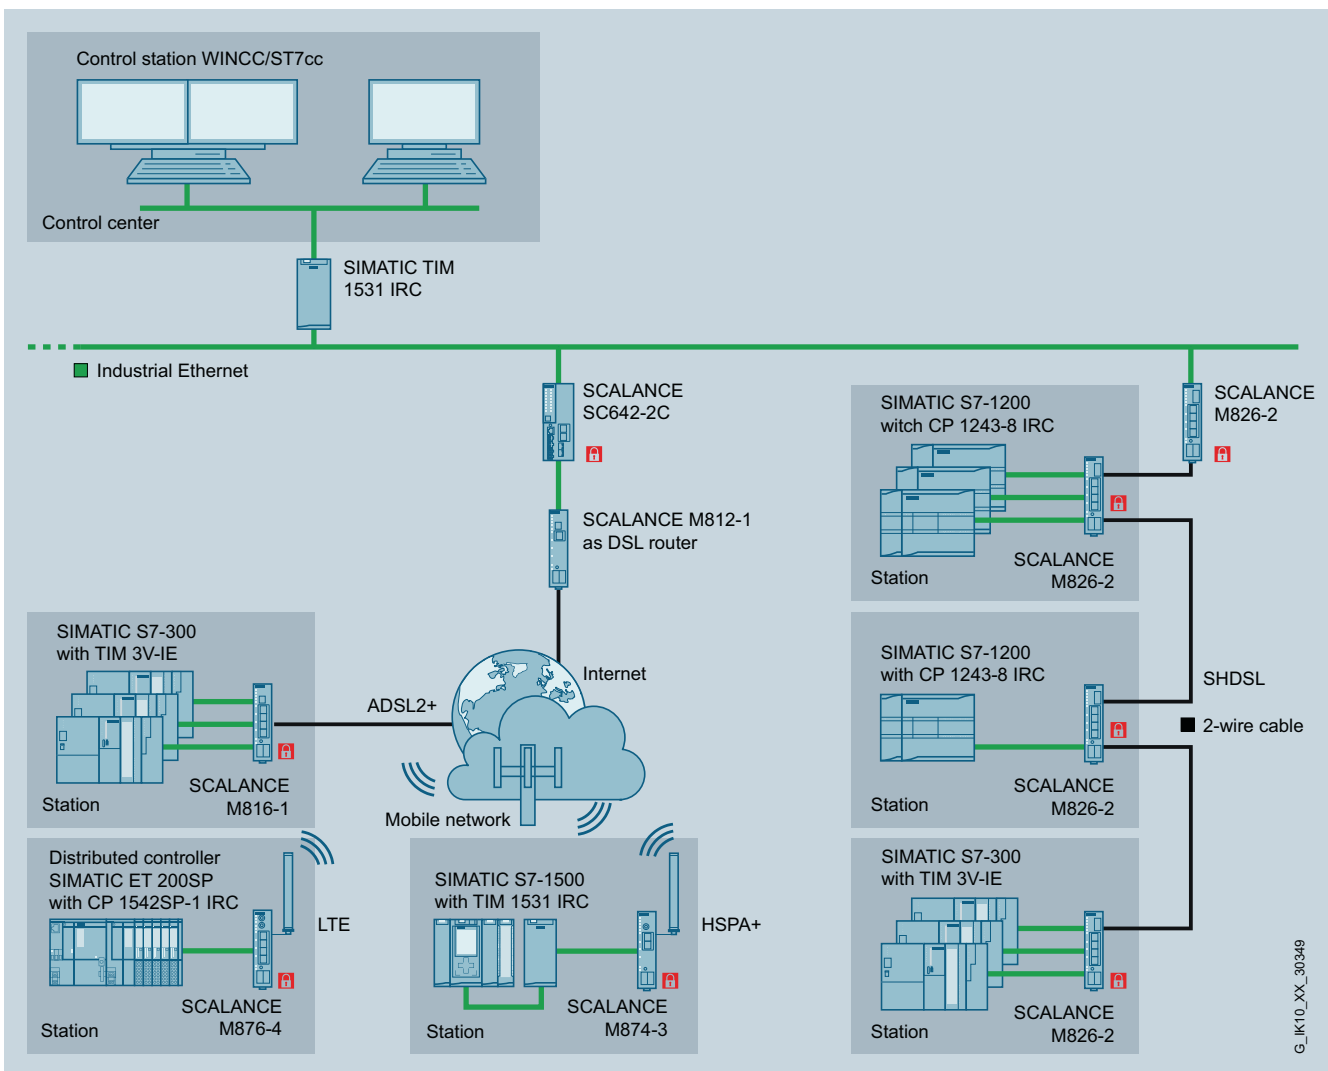 Control station WINCC/ST7cc
Control center
SIMATIC TIM
1531 IRC
Industrial Ethernet
SCALANCE
SC642-2C
SCALANCE M812-1
as DSL router
SIMATIC S7-1200
witch CP 1243-8 IRC
SCALANCE
M826-2
Station
SCALANCE
M826-2
SIMATIC S7-300
with TIM 3V-IE
Station
SCALANCE
M816-1
ADSL2+
Internet
Mobile network
SIMATIC S7-1200
with CP 1243-8 IRC
Station
SCALANCE
M826-2
SHDSL
2-wire cable
Distributed controller
SIMATIC ET 200SP
with CP 1542SP-1 IRC
LTE
Station
SCALANCE
M876-4
SIMATIC S7-1500
with TIM 1531 IRC
HSPA+
Station
SCALANCE
M874-3
SIMATIC S7-300
with TIM 3V-IE
Station
SCALANCE
M826-2
G_IK10_XX_30349